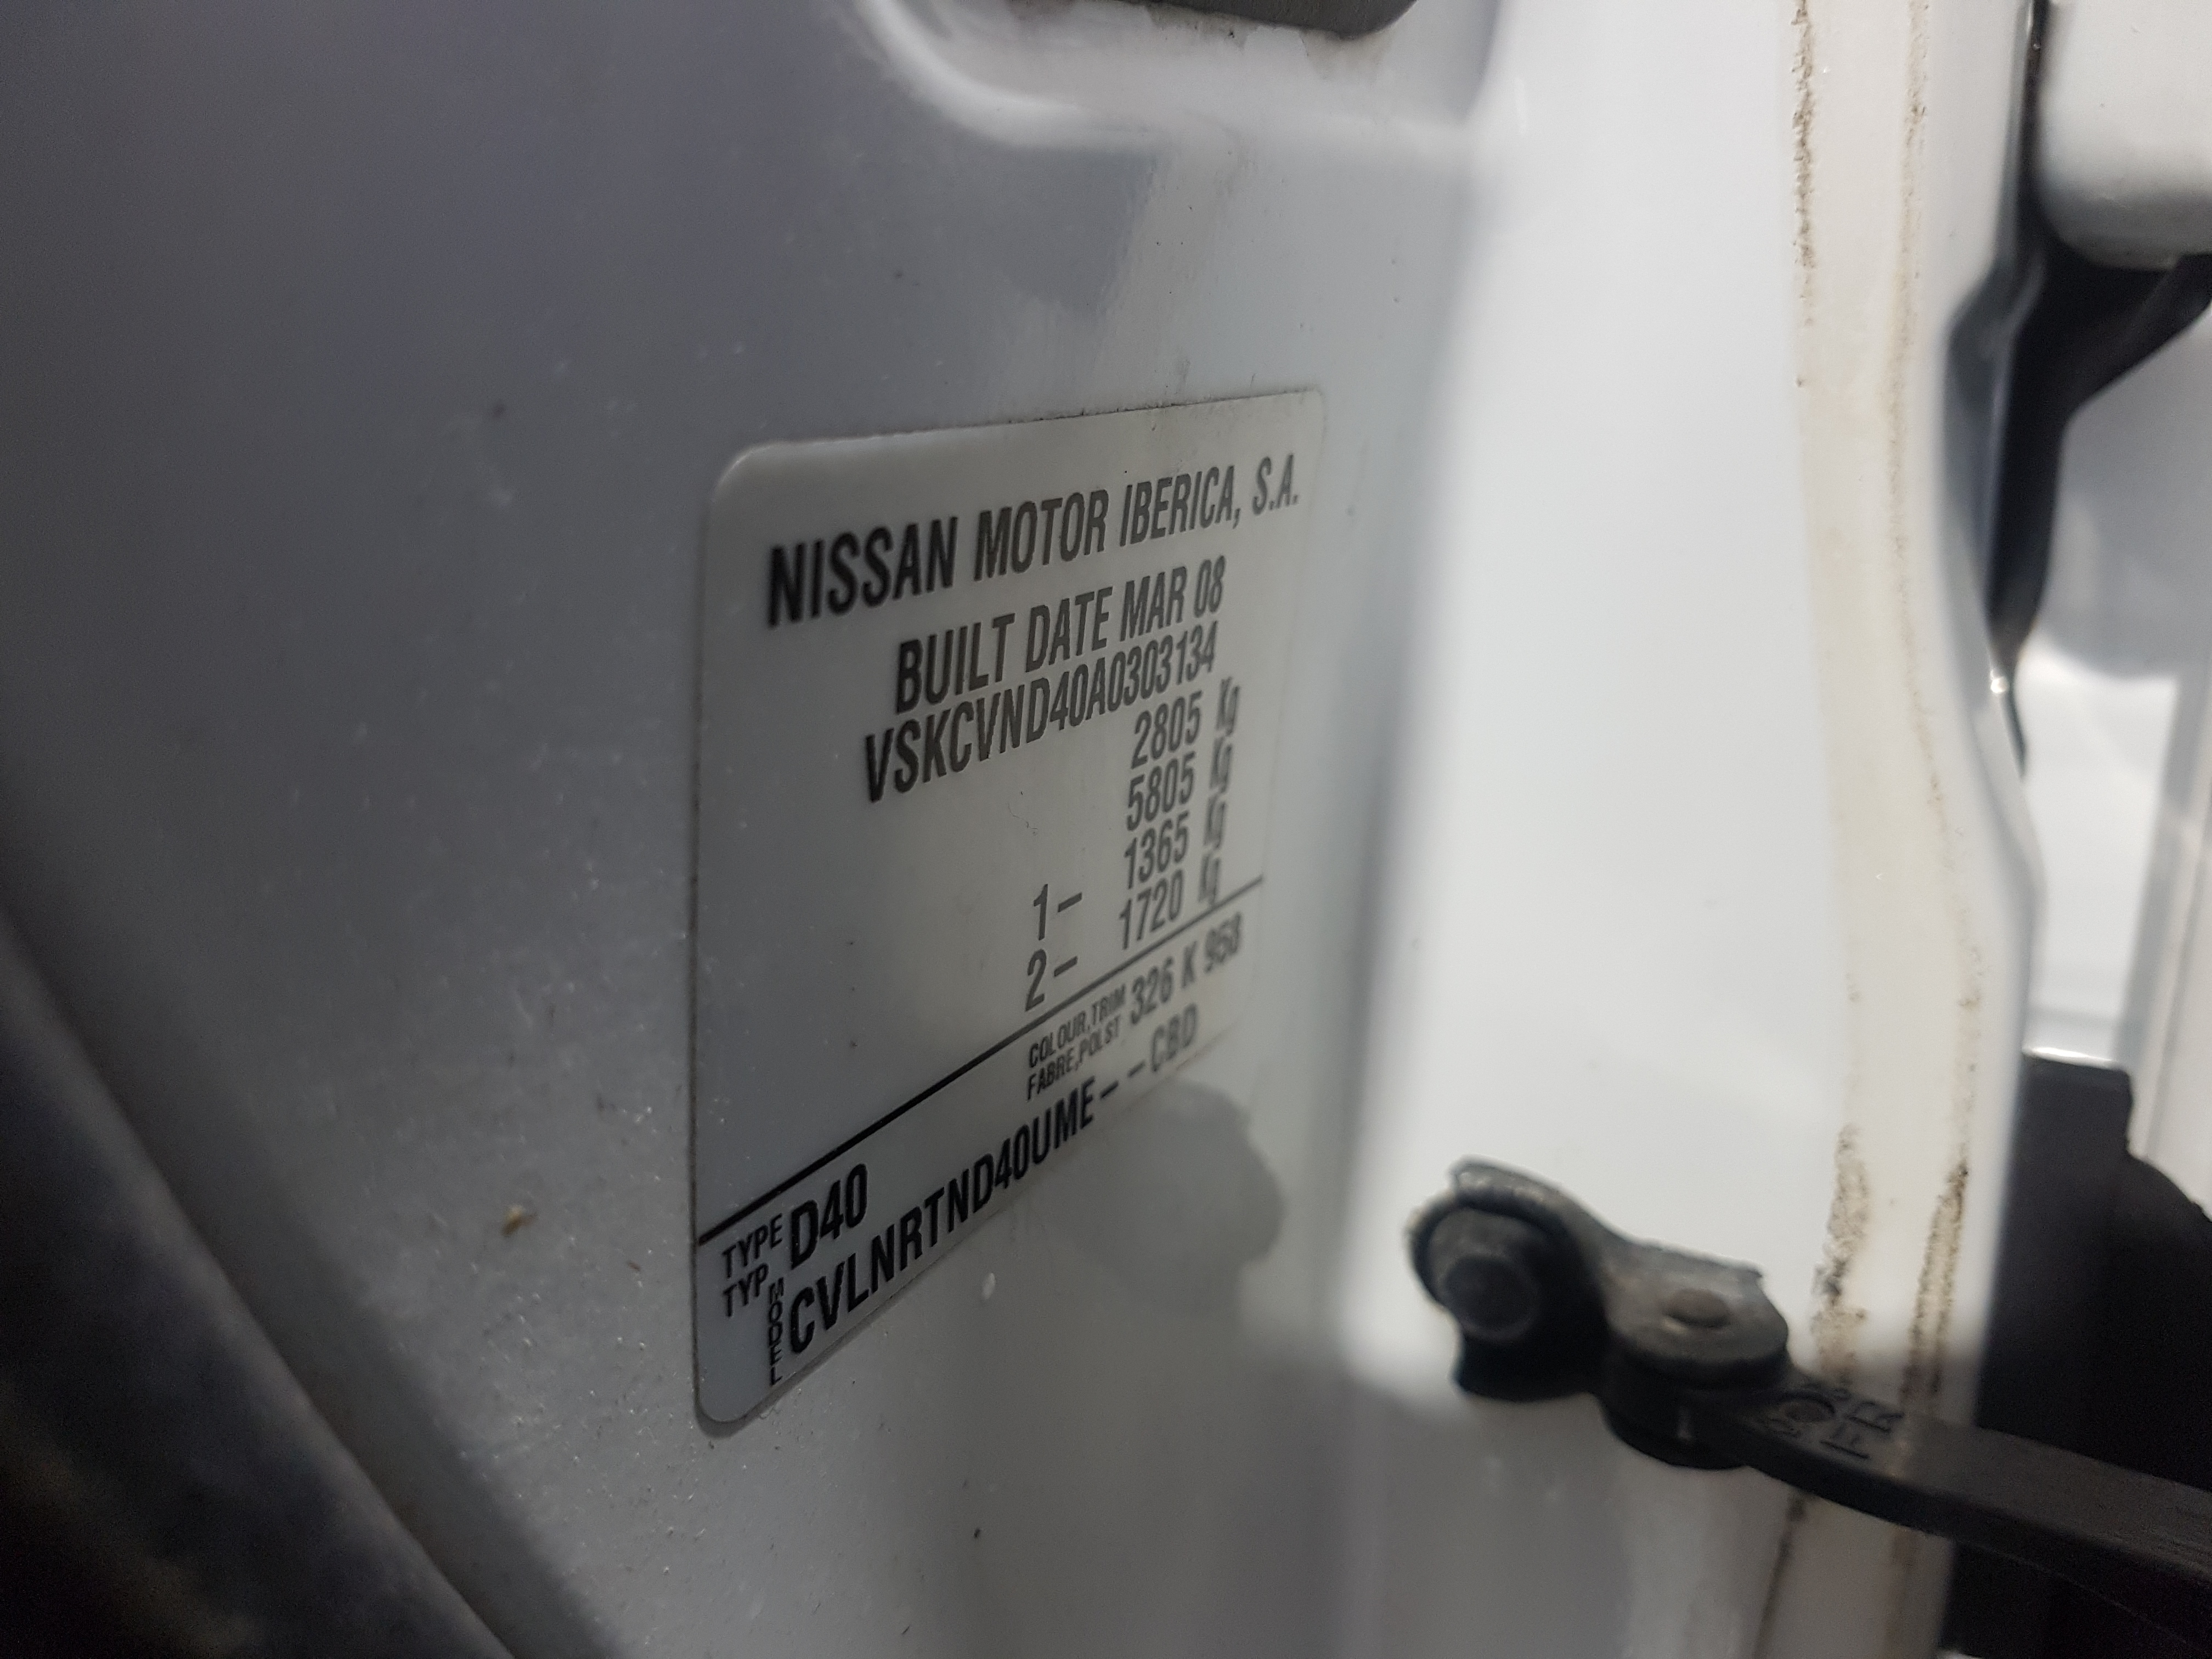 NISSAN MOTOR IBERICA, S.A.
BUILT DATE MAR 08
VSKCVND40A0303134
2805 Kg
5805 Kg
1- 1365 Kg
2- 1720 Kg
COLOUR,TRIM
FABRE,POLST
326 K 958
TYPE
TYP
D40
MODEL
CVLNRTND40UME--CBD
FR